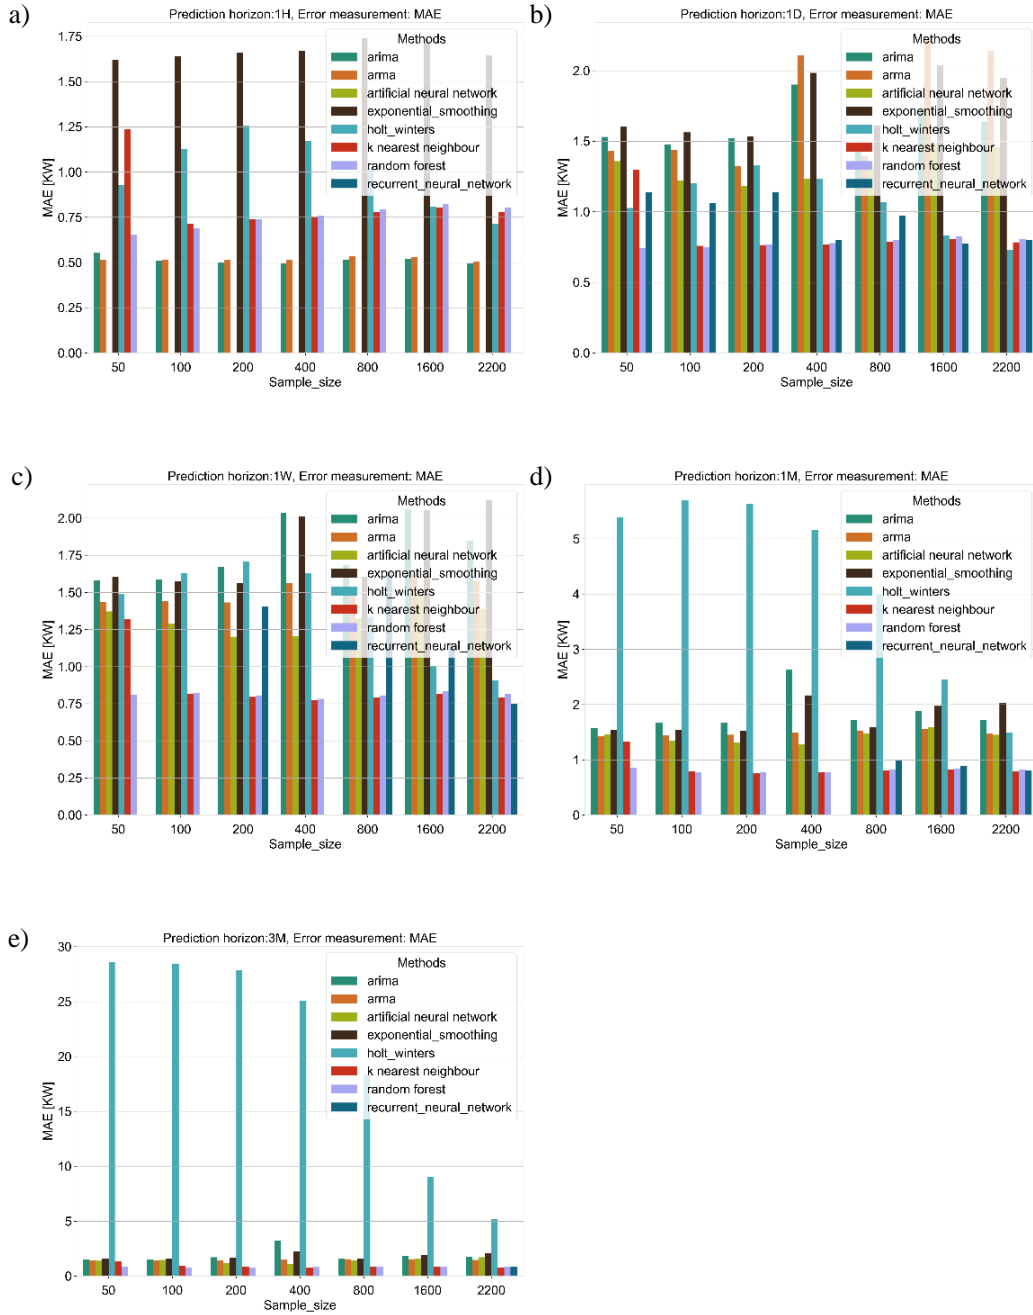 a)
Prediction horizon:1H, Error measurement: MAE
MAE [KW]
1.75
1.50
1.25
1.00
0.75
0.50
0.25
0.00
Methods
arima
arma
artificial neural network
exponential_smoothing
holt_winters
k nearest neighbour
random forest
recurrent_neural_network
50 100 200 400 800 1600 2200
Sample_size
b)
Prediction horizon:1D, Error measurement: MAE
MAE [KW]
2.0
1.5
1.0
0.5
0.0
Methods
arima
arma
artificial neural network
exponential_smoothing
holt_winters
k nearest neighbour
random forest
recurrent_neural_network
50 100 200 400 800 1600 2200
Sample_size
c)
Prediction horizon:1W, Error measurement: MAE
MAE [KW]
2.00
1.75
1.50
1.25
1.00
0.75
0.50
0.25
0.00
Methods
arima
arma
artificial neural network
exponential_smoothing
holt_winters
k nearest neighbour
random forest
recurrent_neural_network
50 100 200 400 800 1600 2200
Sample_size
d)
Prediction horizon:1M, Error measurement: MAE
MAE [KW]
5
4
3
2
1
0
Methods
arima
arma
artificial neural network
exponential_smoothing
holt_winters
k nearest neighbour
random forest
recurrent_neural_network
50 100 200 400 800 1600 2200
Sample_size
e)
Prediction horizon:3M, Error measurement: MAE
MAE [KW]
30
25
20
15
10
5
0
Methods
arima
arma
artificial neural network
exponential_smoothing
holt_winters
k nearest neighbour
random forest
recurrent_neural_network
50 100 200 400 800 1600 2200
Sample_size